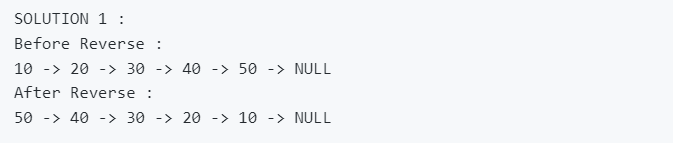 SOLUTION 1 :
Before Reverse :
10 -> 20 -> 30 -> 40 -> 50 -> NULL
After Reverse :
50 -> 40 -> 30 -> 20 -> 10 -> NULL